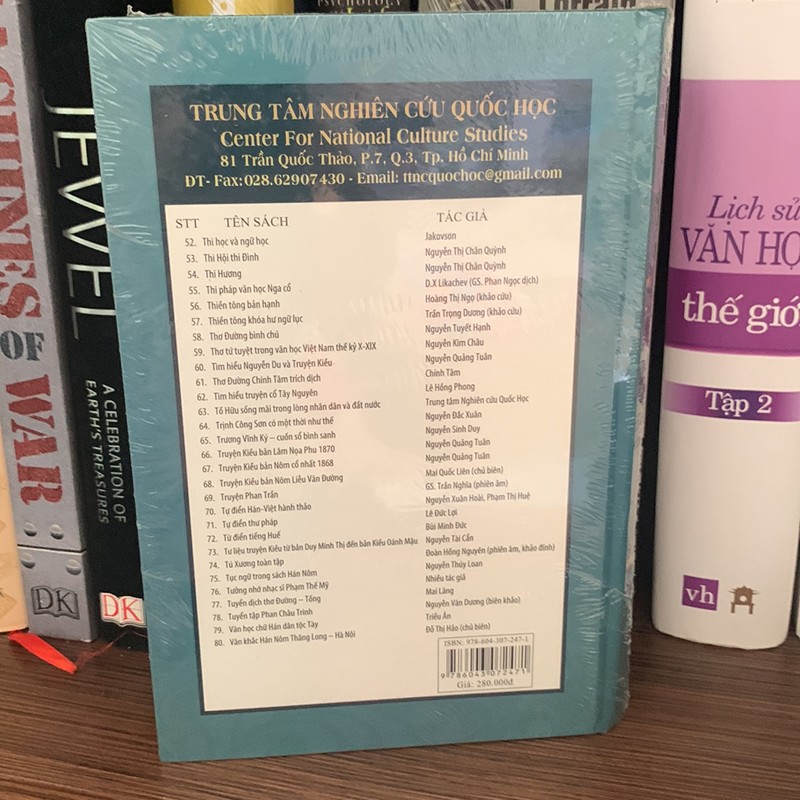 TRUNG TÂM NGHIÊN CỨU QUỐC HỌC
Center For National Culture Studies
81 Trần Quốc Thảo, P.7, Q.3, Tp. Hồ Chí Minh
ĐT- Fax:028.62907430 - Email: ttncquochoc@gmail.com
STT TÊN SÁCH TÁC GIẢ
52. Thi học và ngữ học Jakovson
53. Thi Hội thi Đình Nguyễn Thị Chân Quỳnh
54. Thi Hương Nguyễn Thị Chân Quỳnh
55. Thi pháp văn học Nga cổ D.X Likachev (GS. Phan Ngọc dịch)
56. Thiền tông bản hạnh Hoàng Thị Ngọ (khảo cứu)
57. Thiền tông khóa hư ngữ lục Trần Trọng Dương (khảo cứu)
58. Thơ Đường bình chú Nguyễn Tuyết Hạnh
59. Thơ tứ tuyệt trong văn học Việt Nam thế kỷ X-XIX Nguyễn Kim Châu
60. Tìm hiểu Nguyễn Du và Truyện Kiều Nguyễn Quảng Tuân
61. Thơ Đường Chính Tâm trích dịch Chính Tâm
62. Tìm hiểu truyện cổ Tây Nguyên Lê Hồng Phong
63. Tố Hữu sống mãi trong lòng nhân dân và đất nước Trung tâm Nghiên cứu Quốc Học
64. Trịnh Công Sơn có một thời như thế Nguyễn Đắc Xuân
65. Trương Vĩnh Ký – cuốn sổ bình sanh Nguyễn Sinh Duy
66. Truyện Kiều bản Lâm Nọa Phu 1870 Nguyễn Quảng Tuân
67. Truyện Kiều bản Nôm cổ nhất 1868 Nguyễn Quảng Tuân
68. Truyện Kiều bản Nôm Liễu Văn Đường Mai Quốc Liên (chủ biên)
69. Truyện Phan Trần GS. Trần Nghĩa (phiên âm)
70. Tự điển Hán-Việt hành thảo Nguyễn Xuân Hoài, Phạm Thị Huệ
71. Tự điển thư pháp Lê Đức Lợi
72. Từ điển tiếng Huế Bùi Minh Đức
73. Tư liệu truyện Kiều từ bản Duy Minh Thị đến bản Kiều Oánh Mậu Nguyễn Tài Cẩn
74. Tú Xương toàn tập Đoàn Hồng Nguyên (phiên âm, khảo đính)
75. Tục ngữ trong sách Hán Nôm Nguyễn Thúy Loan
76. Tưởng nhớ nhạc sĩ Phạm Thế Mỹ Nhiều tác giả
77. Tuyển dịch thơ Đường – Tống Mai Lăng
78. Tuyển tập Phan Châu Trinh Nguyễn Văn Dương (biên khảo)
79. Văn học chữ Hán dân tộc Tày Triều Ân
80. Văn khắc Hán Nôm Thăng Long – Hà Nội Đỗ Thị Hảo (chủ biên)
ISBN: 978-604-307-247-1
9 786043 072471
Giá: 280.000đ
OF WAR
DK
JEWEL
A CELEBRATION OF
EARTH'S TREASURES
DK
PSYCHOLOGY
Lịch sử
VĂN HỌ
thế giới
Tập 2
vh